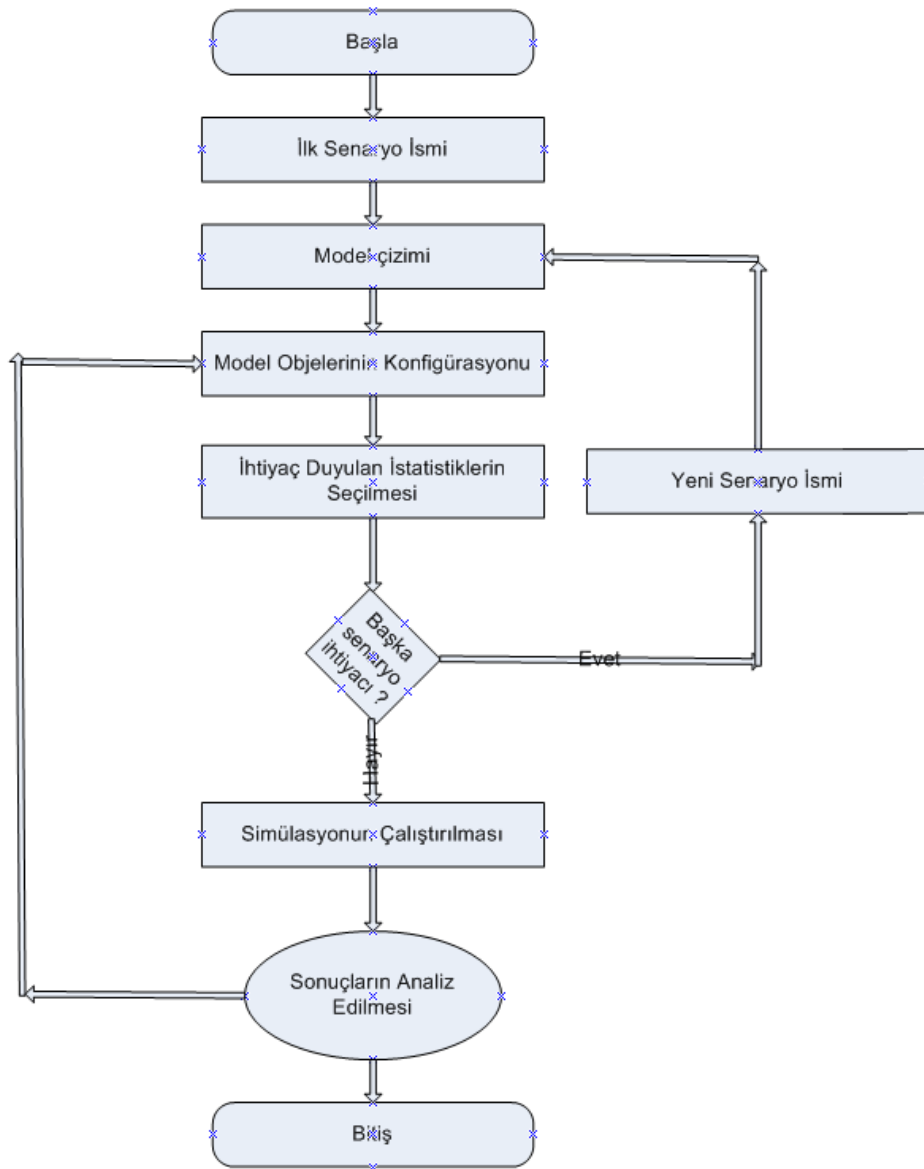 Başla
İlk Senaryo İsmi
Model çizimi
Model Objelerinin Konfigürasyonu
İhtiyaç Duyulan İstatistiklerin
Seçilmesi
Yeni Senaryo İsmi
Başka
senaryo
ihtiyacı ?
Evet
Hayır
Simülasyonun Çalıştırılması
Sonuçların Analiz
Edilmesi
Bitiş